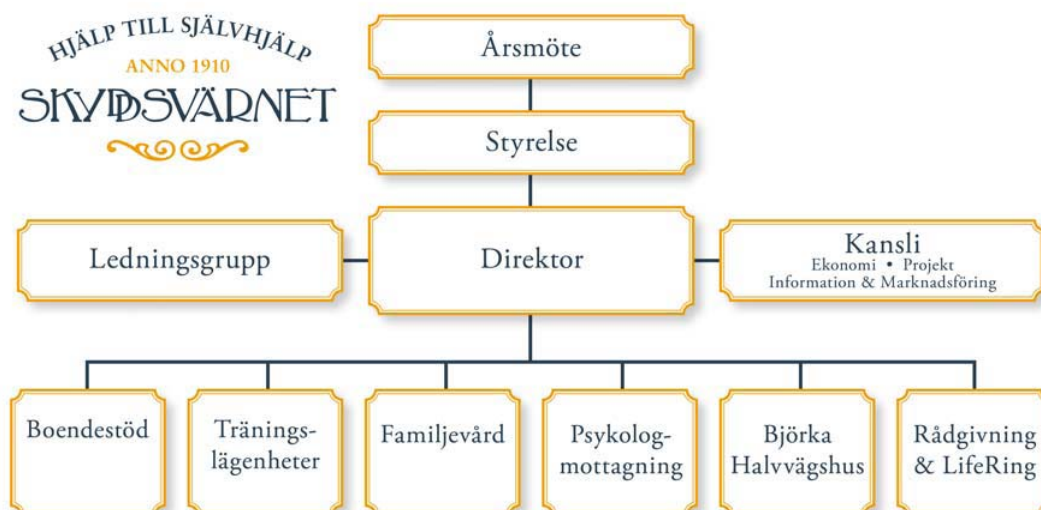 HJÄLP TILL SJÄLVHJÄLP
ANNO 1910
SKYDDSVÄRNET
Årsmöte
Styrelse
Ledningsgrupp
Direktor
Kansli
Ekonomi • Projekt
Information & Marknadsföring
Boendestöd
Tränings-
lägenheter
Familjevård
Psykolog-
mottagning
Björka
Halvvägshus
Rådgivning
& LifeRing